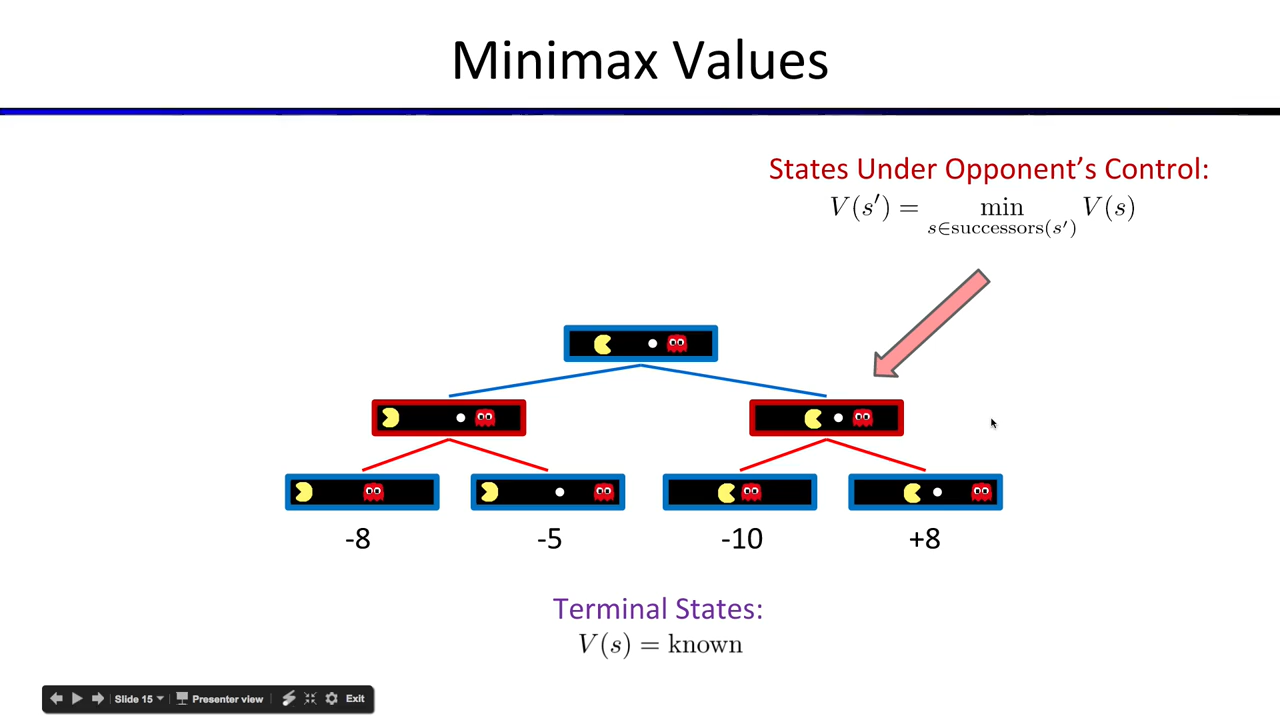 Minimax Values
States Under Opponent’s Control:
V(s′) = min V(s)
s∈successors(s′)
-8 -5 -10 +8
Terminal States:
V(s) = known
Slide 15 Presenter view Exit